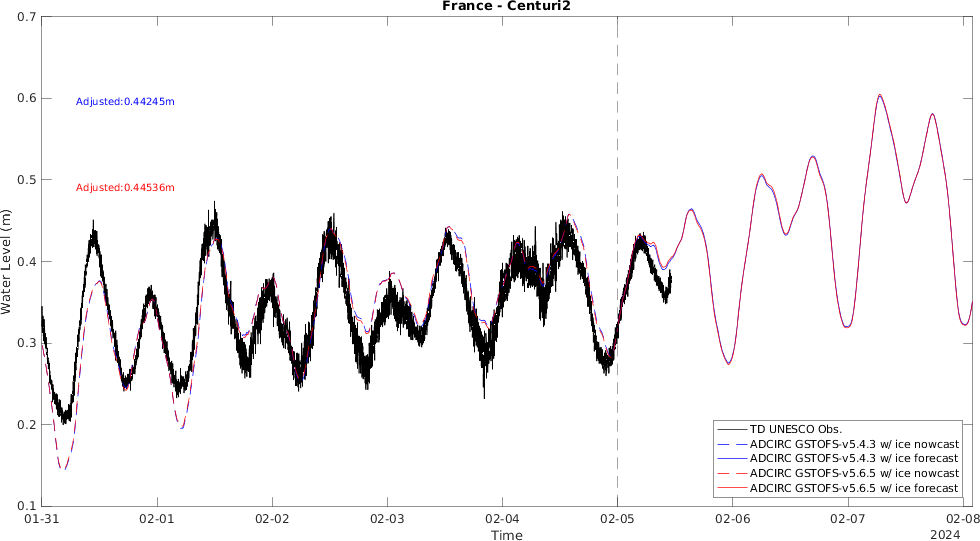 France - Centuri2
0.7
0.6
0.5
0.4
0.3
0.2
0.1
Water Level (m)
Adjusted:0.44245m
Adjusted:0.44536m
TD UNESCO Obs.
ADCIRC GSTOFS-v5.4.3 w/ ice nowcast
ADCIRC GSTOFS-v5.4.3 w/ ice forecast
ADCIRC GSTOFS-v5.6.5 w/ ice nowcast
ADCIRC GSTOFS-v5.6.5 w/ ice forecast
01-31 02-01 02-02 02-03 02-04 02-05 02-06 02-07 02-08
Time
2024